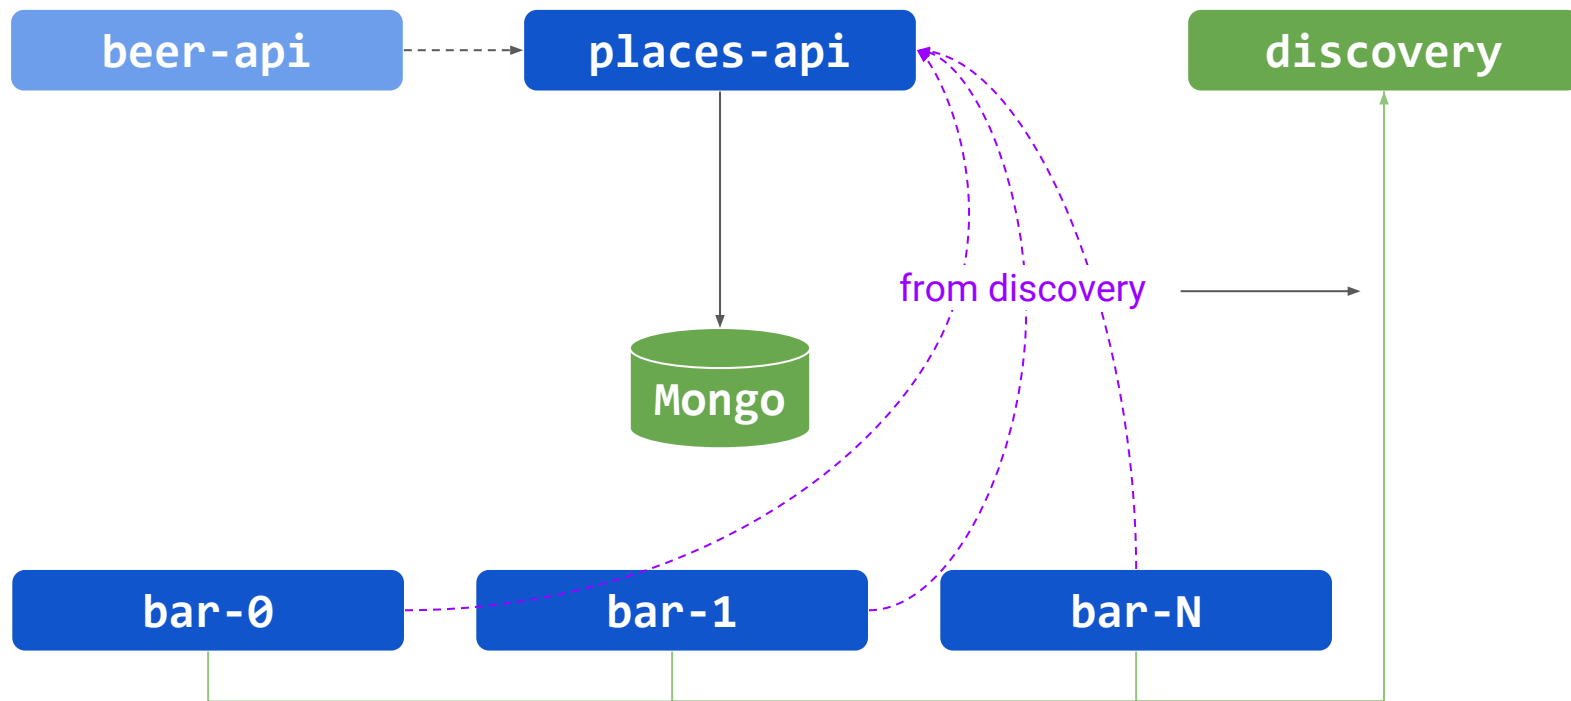 beer-api
places-api
discovery
from discovery
Mongo
bar-0
bar-1
bar-N